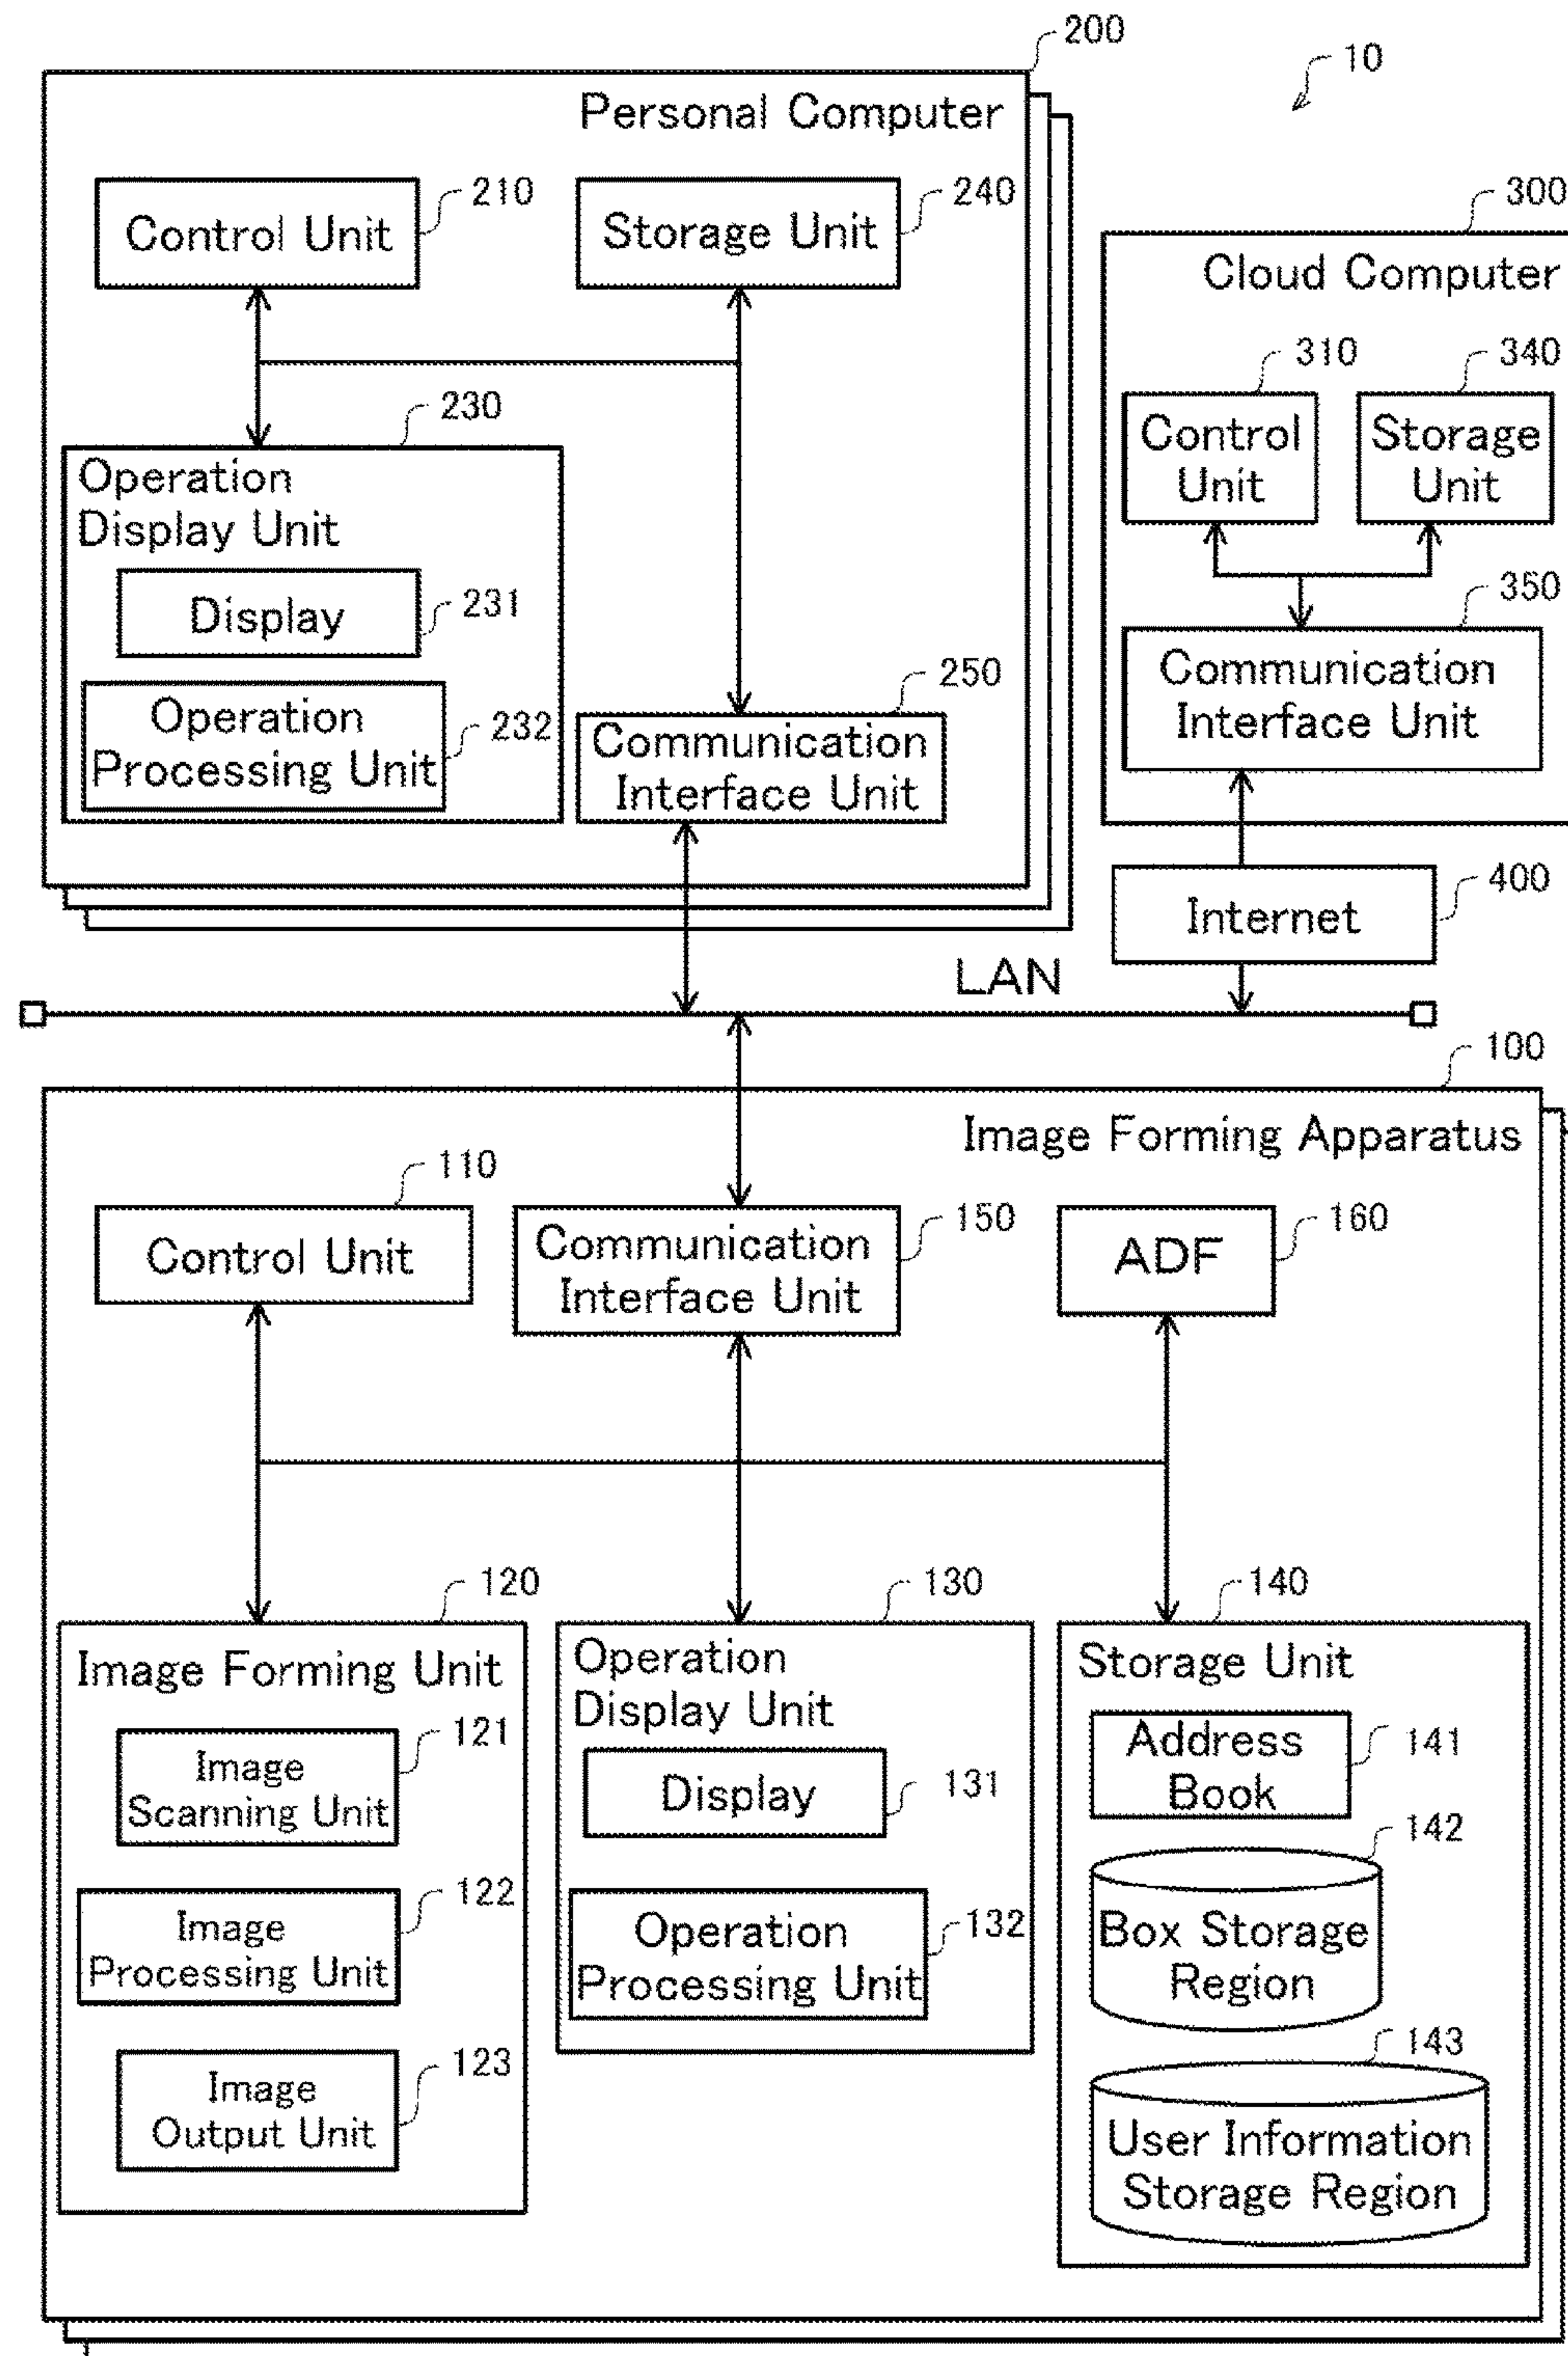 200
10
Personal Computer
210
240
300
Control Unit
Storage Unit
Cloud Computer
310
340
Control
Unit
Storage
Unit
230
Operation
Display Unit
Display
231
350
Communication
Interface Unit
Operation
Processing Unit
232
250
Communication
Interface Unit
400
Internet
LAN
100
Image Forming Apparatus
110
Control Unit
150
Communication
Interface Unit
160
ADF
120
Image Forming Unit
121
Image
Scanning Unit
122
Image
Processing Unit
123
Image
Output Unit
130
Operation
Display Unit
Display
131
Operation
Processing Unit
132
140
Storage Unit
Address
Book
141
142
Box Storage
Region
143
User Information
Storage Region